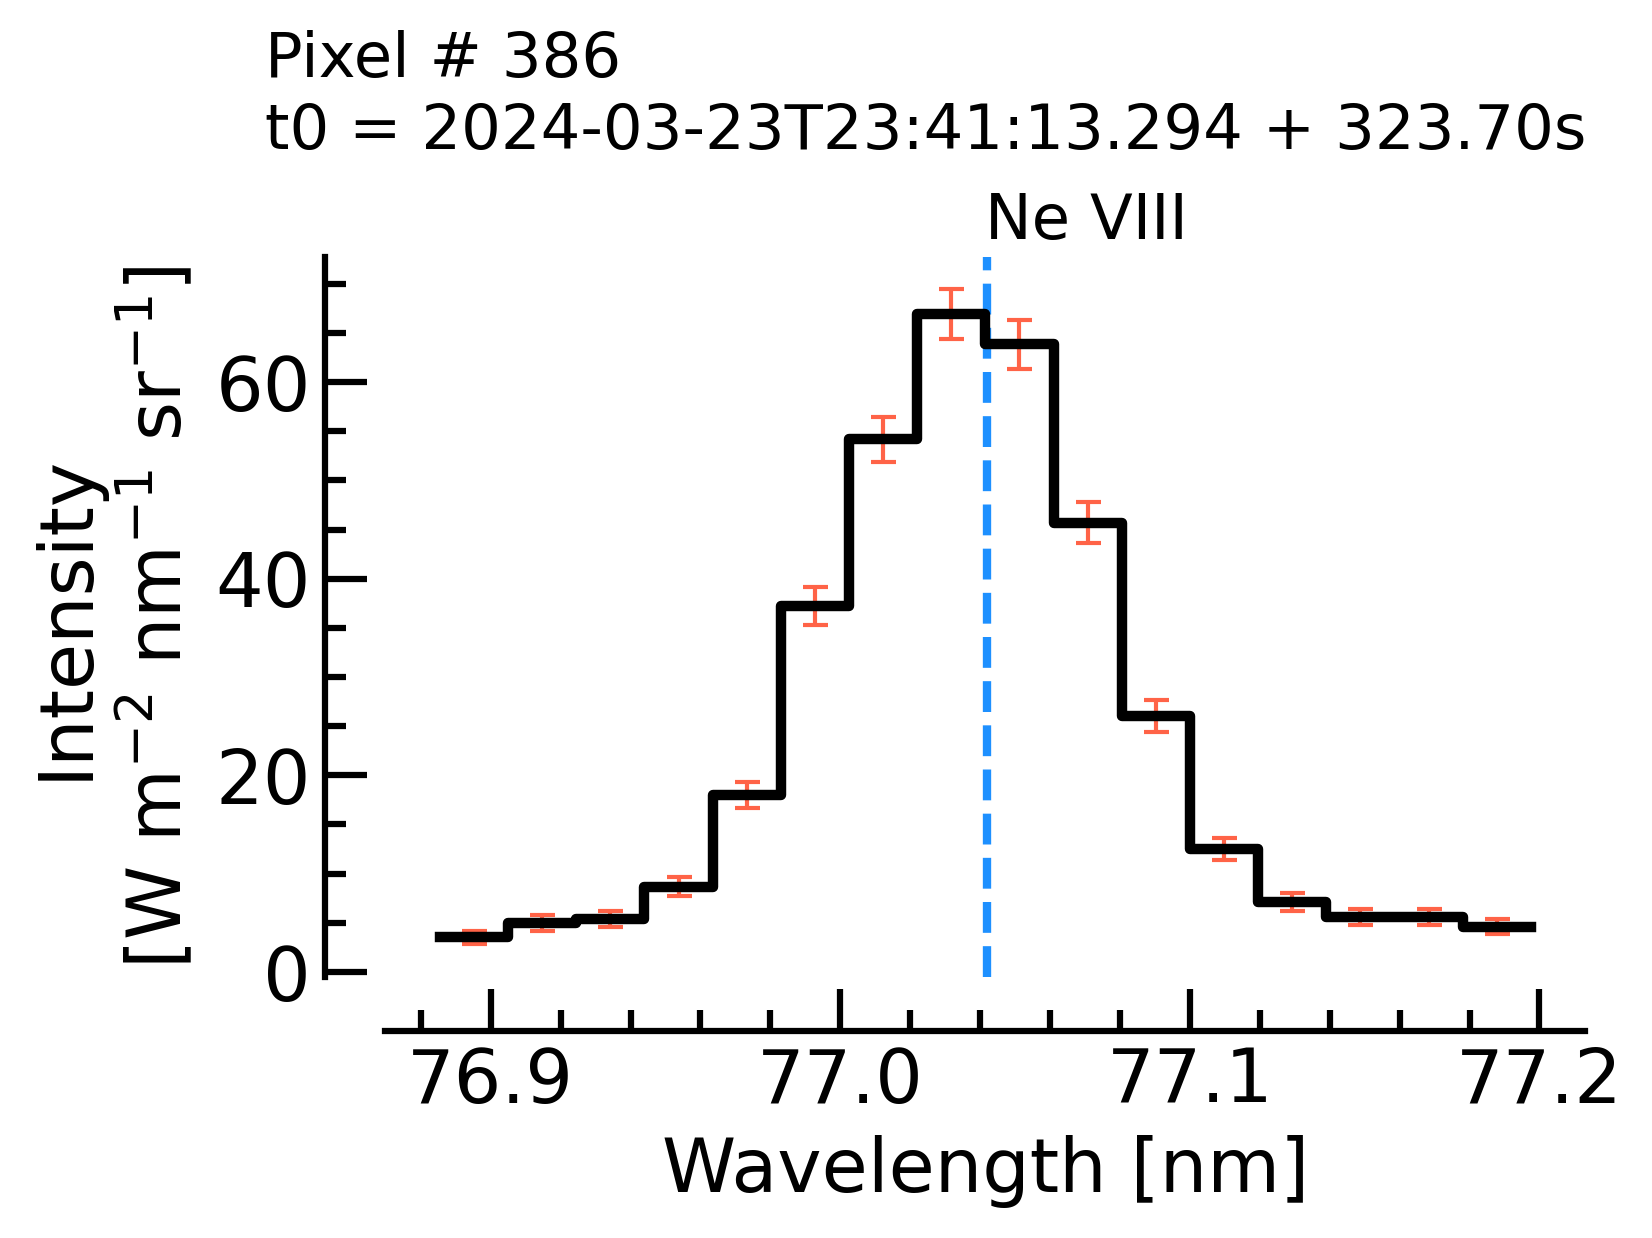 Pixel # 386
t0 = 2024-03-23T23:41:13.294 + 323.70s
Ne VIII
Intensity
[W m⁻² nm⁻¹ sr⁻¹]
60
40
20
0
76.9 77.0 77.1 77.2
Wavelength [nm]